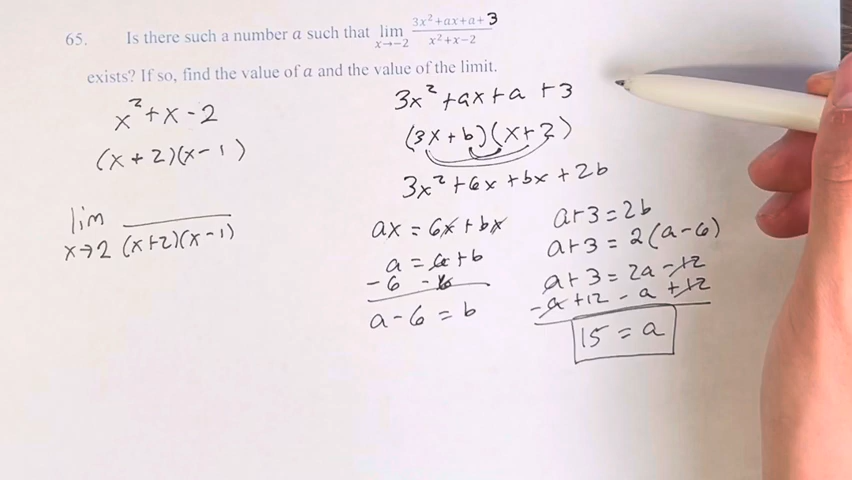 65. Is there such a number a such that lim x→-2 3x²+ax+a+3 / x²+x-2
exists? If so, find the value of a and the value of the limit.
x² + x - 2
(x + 2)(x - 1)
lim x→2 ___ / (x+2)(x-1)
3x² + ax + a + 3
(3x + b)(x + 2)
3x² + 6x + bx + 2b
ax = 6x + bx
a = 6 + b
-6 -6
a - 6 = b
a + 3 = 2b
a + 3 = 2(a - 6)
a + 3 = 2a - 12
-a + 12 - a + 12
15 = a